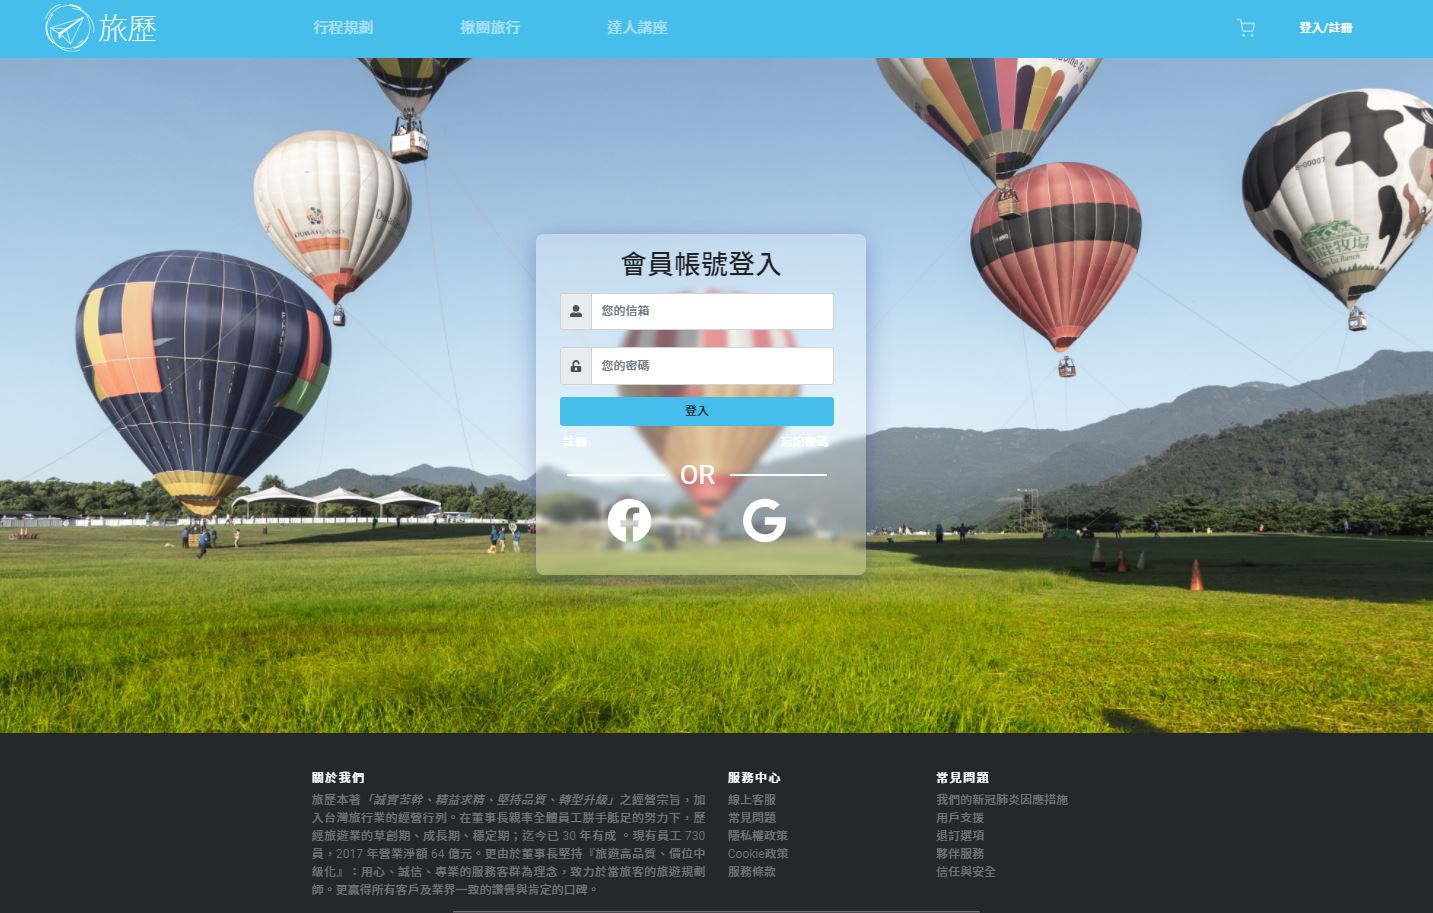 旅歷
行程規劃
揪團旅行
達人講座
登入/註冊
DUBAILAND
B-00007
會員帳號登入
您的信箱
您的密碼
登入
註冊
忘記密碼
OR
關於我們
旅歷本著「誠實苦幹、精益求精、堅持品質、轉型升級」之經營宗旨，加
入台灣旅行業的經營行列。在董事長親率全體員工胼手胝足的努力下，歷
經旅遊業的草創期、成長期、穩定期；迄今已 30 年有成 。現有員工 730
員，2017 年營業淨額 64 億元。更由於董事長堅持『旅遊高品質、價位中
級化』：用心、誠信、專業的服務客群為理念，致力於當旅客的旅遊規劃
師。更贏得所有客戶及業界一致的讚譽與肯定的口碑。
服務中心
線上客服
常見問題
隱私權政策
Cookie政策
服務條款
常見問題
我們的新冠肺炎因應措施
用戶支援
退訂選項
夥伴服務
信任與安全